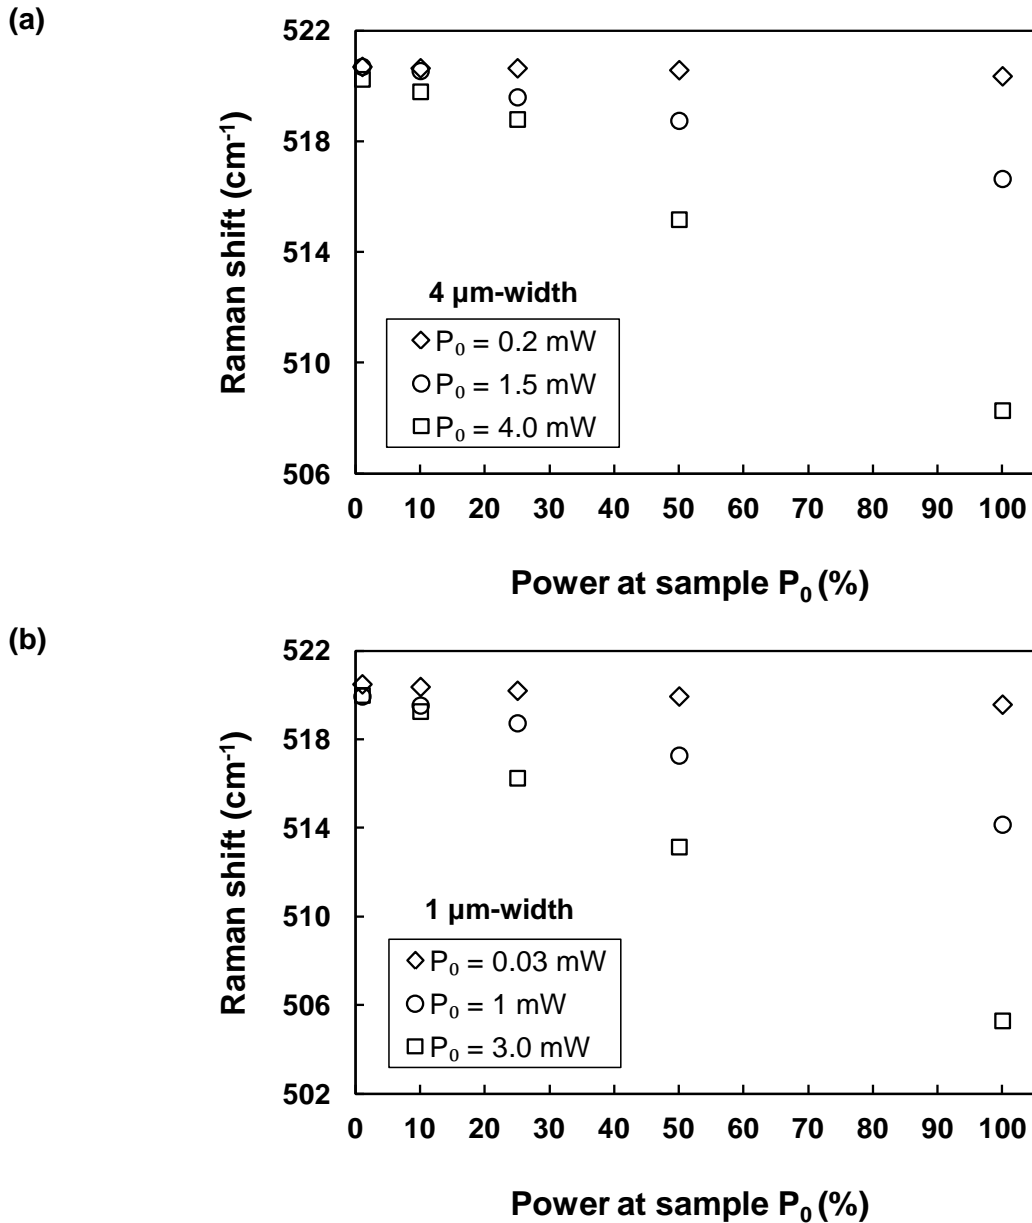 (a)
522
518
514
510
506
Raman shift (cm⁻¹)
4 µm-width
P₀ = 0.2 mW
P₀ = 1.5 mW
P₀ = 4.0 mW
0 10 20 30 40 50 60 70 80 90 100
Power at sample P₀ (%)
(b)
522
518
514
510
506
502
Raman shift (cm⁻¹)
1 µm-width
P₀ = 0.03 mW
P₀ = 1 mW
P₀ = 3.0 mW
0 10 20 30 40 50 60 70 80 90 100
Power at sample P₀ (%)